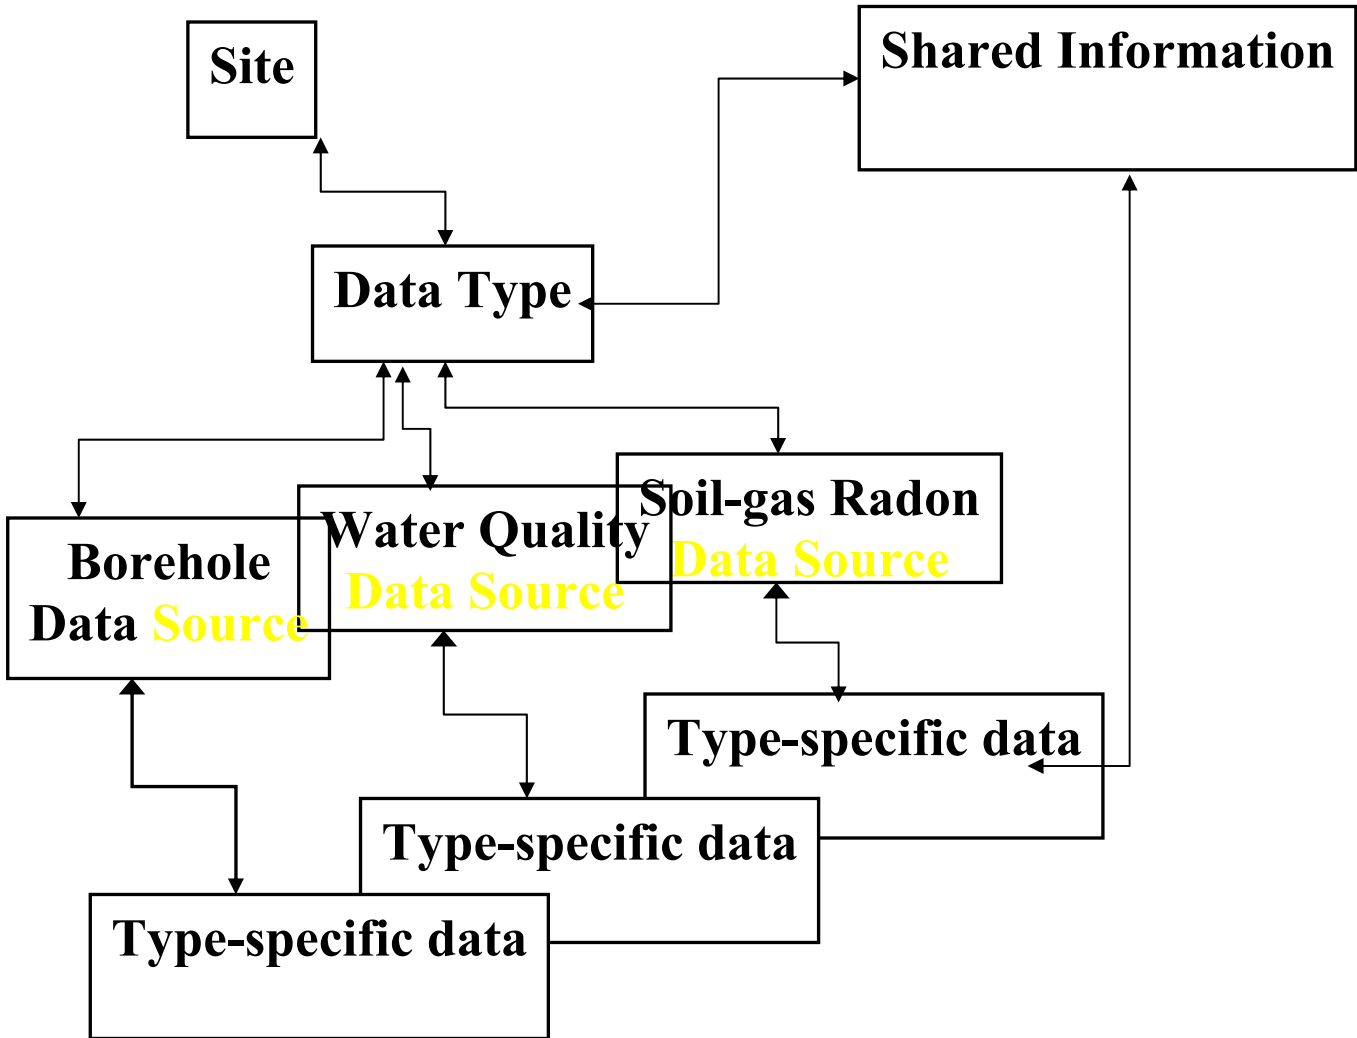 Site
Shared Information
Data Type
Soil-gas Radon
Data Source
Water Quality
Data Source
Borehole
Data Source
Type-specific data
Type-specific data
Type-specific data